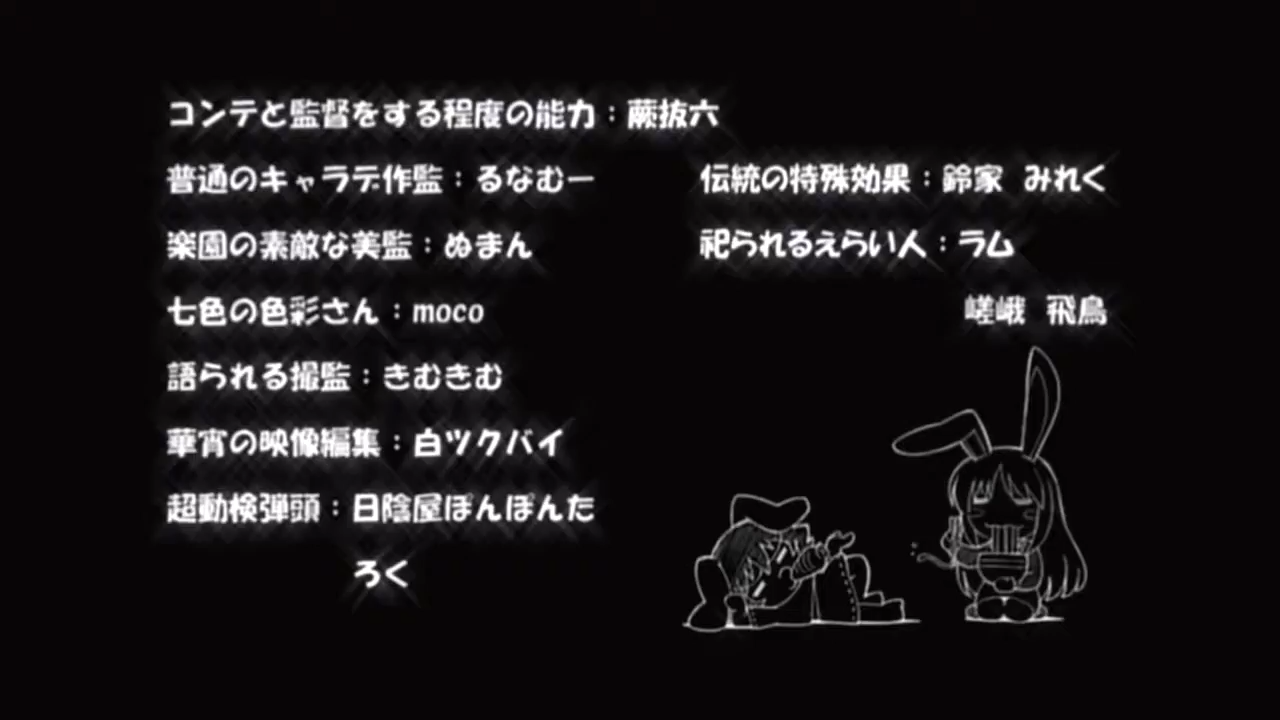 コンテと監督をする程度の能力：蕨抜六
普通のキャラデ作監：るなむー
楽園の素敵な美監：ぬまん
七色の色彩さん：moco
語られる撮監：きむきむ
華宵の映像編集：白ツクバイ
超動検弾頭：日陰屋ぽんぽんた
ろく
伝統の特殊効果：鈴家 みれく
祀られるえらい人：ラム
嵯峨 飛鳥